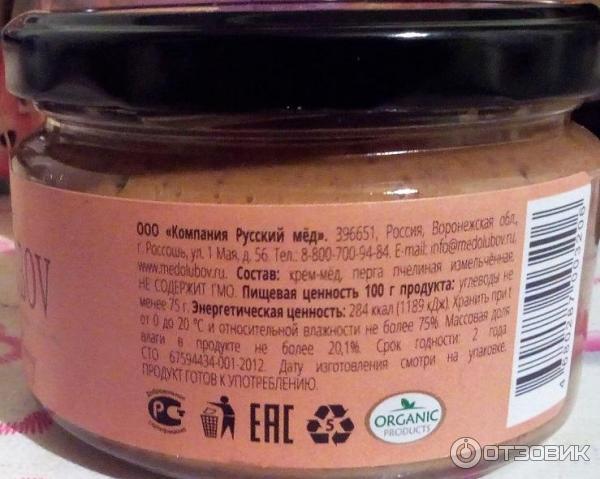 BOV
ООО «Компания Русский мёд». 396651, Россия, Воронежская обл.,
г. Россошь, ул. 1 Мая, д. 56. Тел.: 8-800-700-94-84. E-mail: info@medolubov.ru,
www.medolubov.ru. Состав: крем-мёд, перга пчелиная измельчённая.
НЕ СОДЕРЖИТ ГМО. Пищевая ценность 100 г продукта: углеводы не
менее 75 г. Энергетическая ценность: 284 ккал (1189 кДж). Хранить при t
от 0 до 20 °С и относительной влажности не более 75%. Массовая доля
влаги в продукте не более 20,1%. Срок годности: 2 года.
СТО 67594434-001-2012. Дату изготовления смотри на упаковке.
ПРОДУКТ ГОТОВ К УПОТРЕБЛЕНИЮ.
РС
EAC
5
ORGANIC
PRODUCTS
ОТЗОВИК